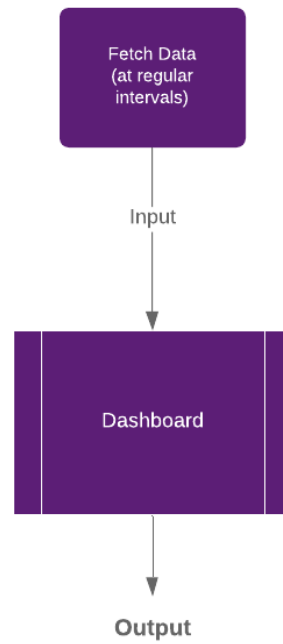 Fetch Data
(at regular
intervals)
Input
Dashboard
Output